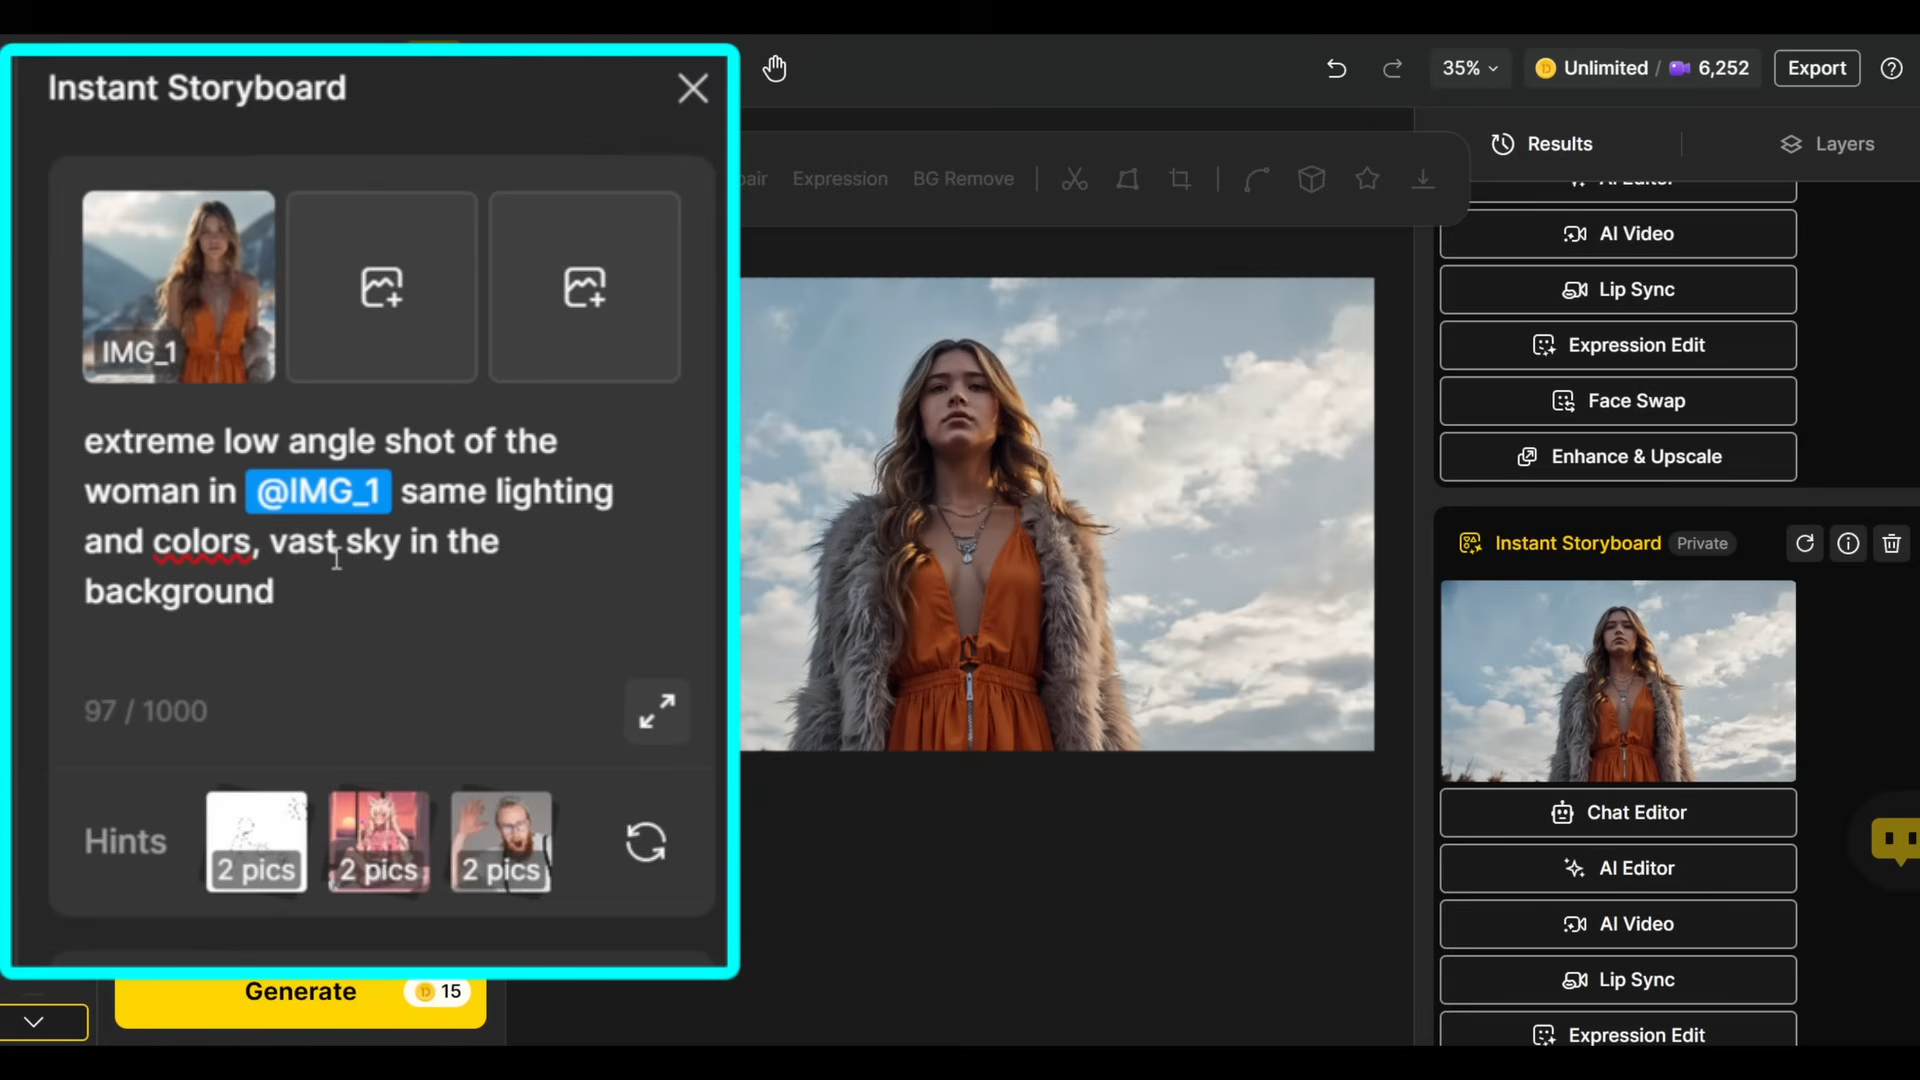 Instant Storyboard
35%
Unlimited / 6,252
Export
Results
Layers
pair
Expression
BG Remove
AI Editor
AI Video
Lip Sync
Expression Edit
Face Swap
Enhance & Upscale
IMG_1
extreme low angle shot of the
woman in @IMG_1 same lighting
and colors, vast sky in the
background
97 / 1000
Hints
2 pics
2 pics
2 pics
Generate
15
Instant Storyboard
Private
Chat Editor
AI Editor
AI Video
Lip Sync
Expression Edit